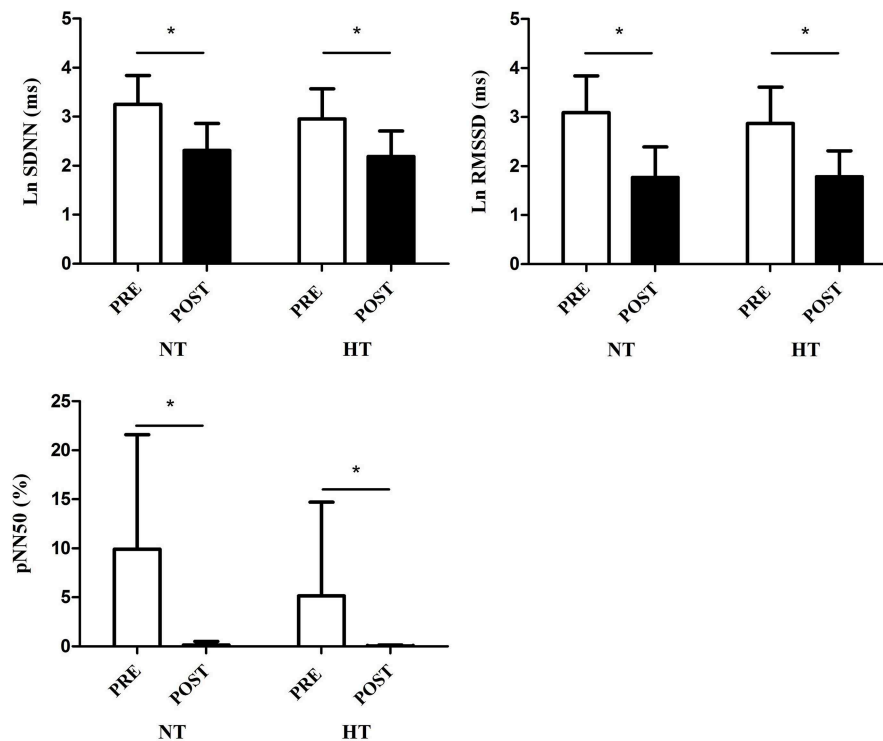 Ln SDNN (ms)
5
4
3
2
1
0
*
*
PRE
POST
PRE
POST
NT
HT
Ln RMSSD (ms)
5
4
3
2
1
0
*
*
PRE
POST
PRE
POST
NT
HT
pNN50 (%)
25
20
15
10
5
0
*
*
PRE
POST
PRE
POST
NT
HT